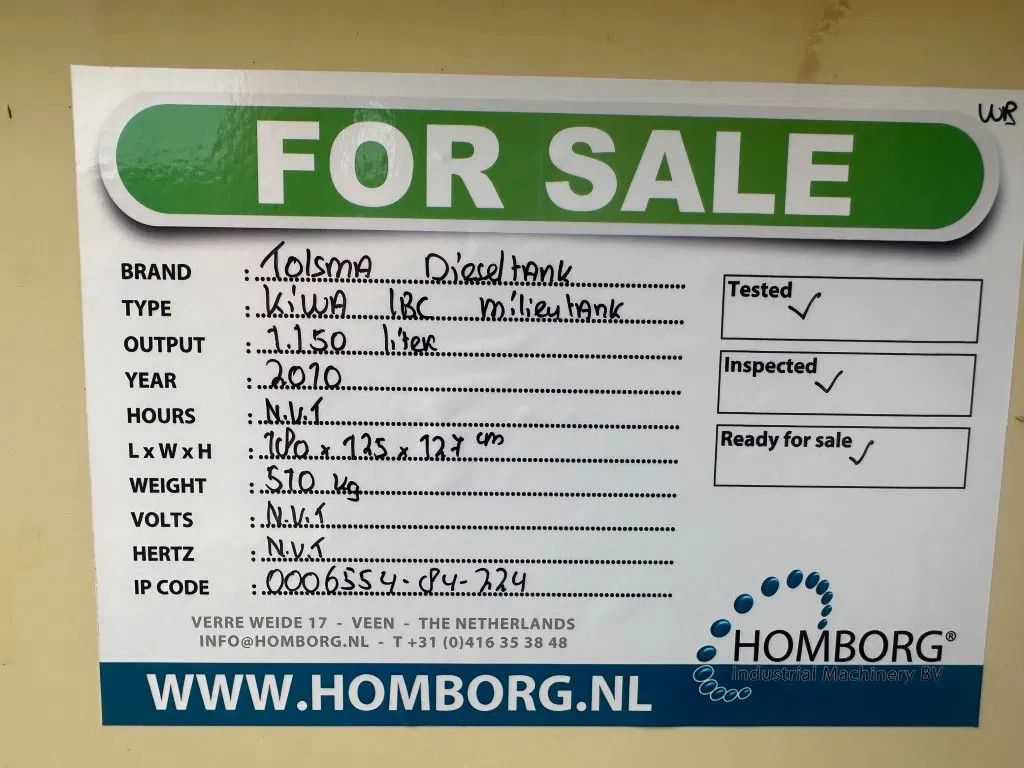 WB
FOR SALE
BRAND : Tolsma Dieseltank
TYPE : KIWA IBC milieutank
OUTPUT : 1.150 liter
YEAR : 2010
HOURS : N.V.T
L x W x H : 180 x 125 x 127 cm
WEIGHT : 510 kg
VOLTS : N.V.T
HERTZ : N.V.T
IP CODE : 0006554-84-224
Tested ✓
Inspected ✓
Ready for sale ✓
VERRE WEIDE 17 - VEEN - THE NETHERLANDS
INFO@HOMBORG.NL - T +31 (0)416 35 38 48
HOMBORG®
Industrial Machinery BV
WWW.HOMBORG.NL